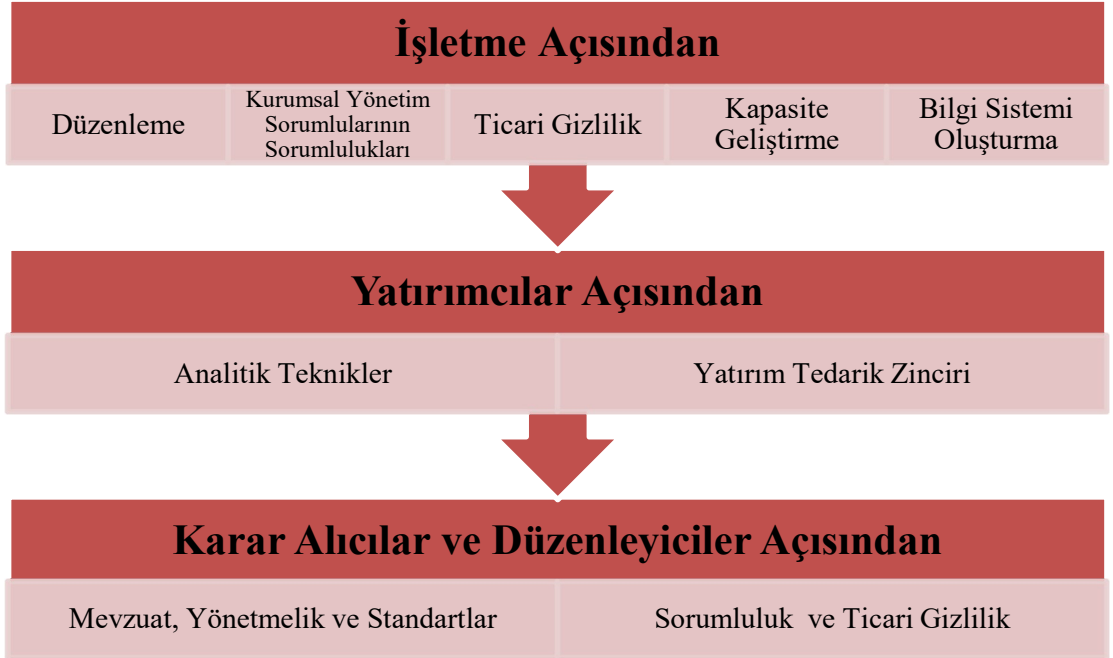 İşletme Açısından
Düzenleme
Kurumsal Yönetim
Sorumlularının
Sorumlulukları
Ticari Gizlilik
Kapasite
Geliştirme
Bilgi Sistemi
Oluşturma
Yatırımcılar Açısından
Analitik Teknikler
Yatırım Tedarik Zinciri
Karar Alıcılar ve Düzenleyiciler Açısından
Mevzuat, Yönetmelik ve Standartlar
Sorumluluk ve Ticari Gizlilik